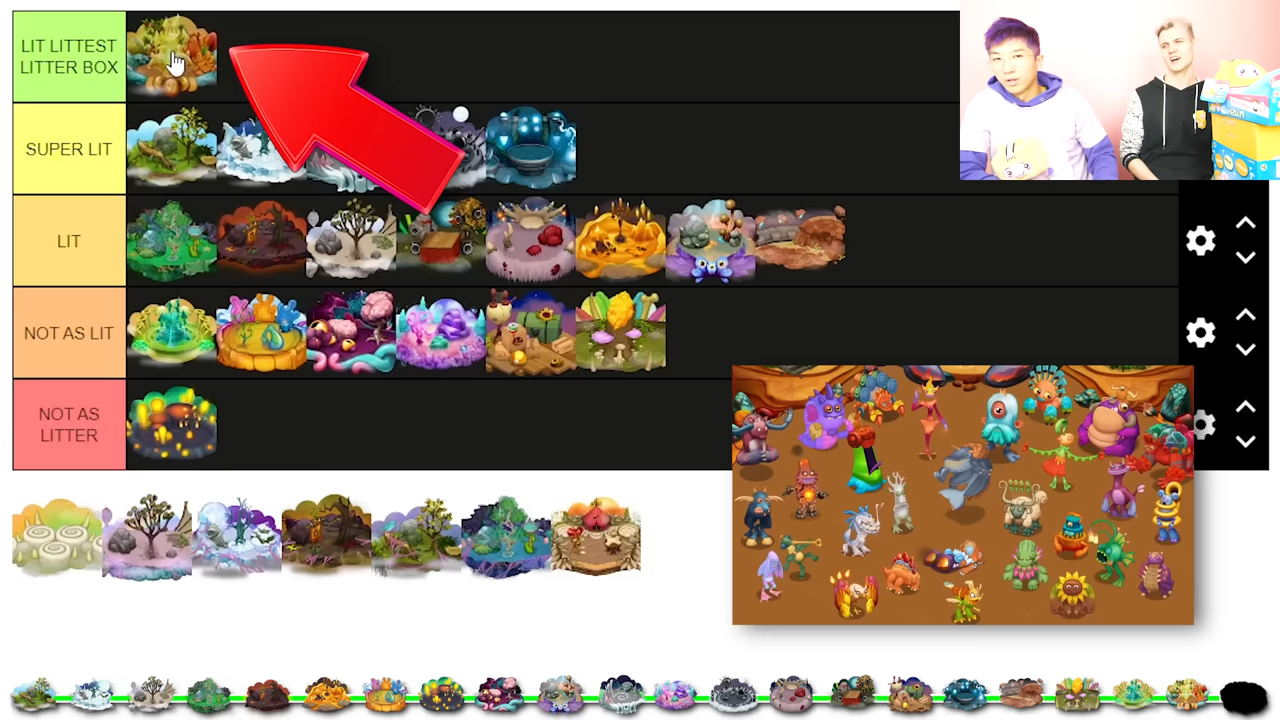 LIT LITTEST
LITTER BOX
SUPER LIT
LIT
NOT AS LIT
NOT AS
LITTER